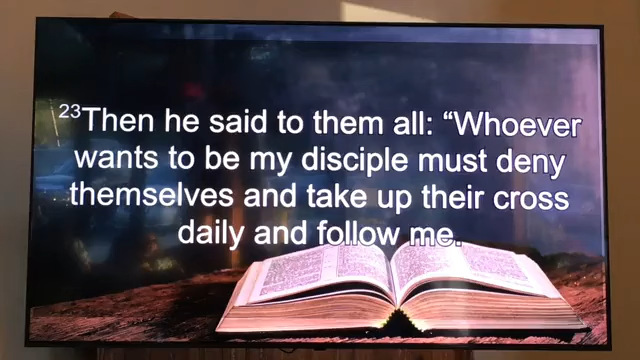 ²³Then he said to them all: “Whoever
wants to be my disciple must deny
themselves and take up their cross
daily and follow me.